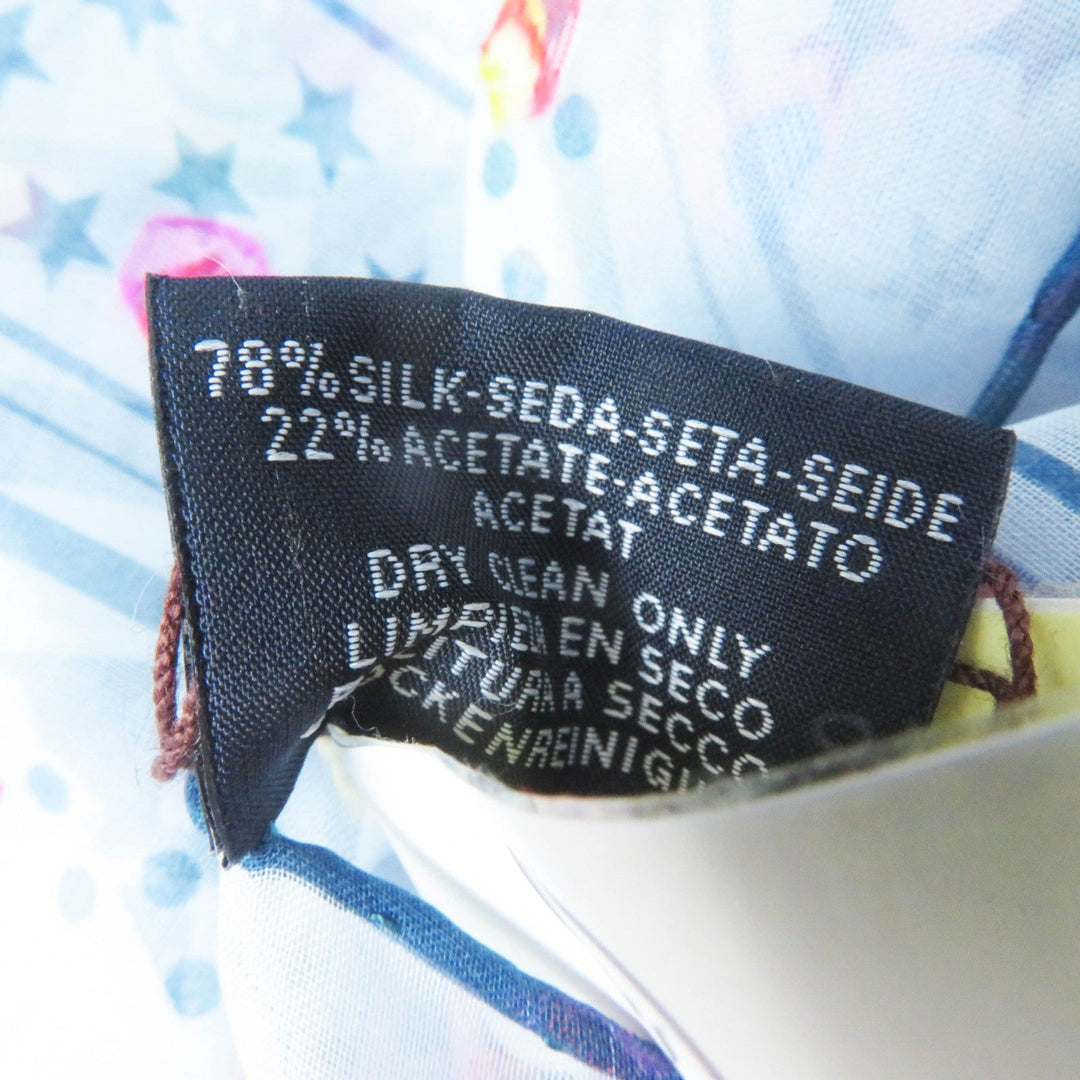 78% SILK-SEDA-SETA-SEIDE
22% ACETATE-ACETATO
ACETAT
DRY CLEAN ONLY
EN SECO
A SECCO